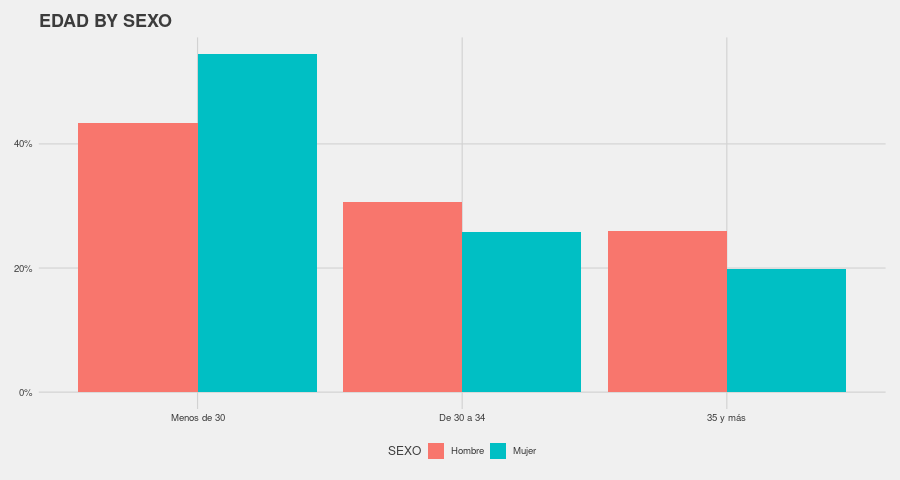 EDAD BY SEXO
40%
20%
0%
Menos de 30 De 30 a 34 35 y más
SEXO Hombre Mujer